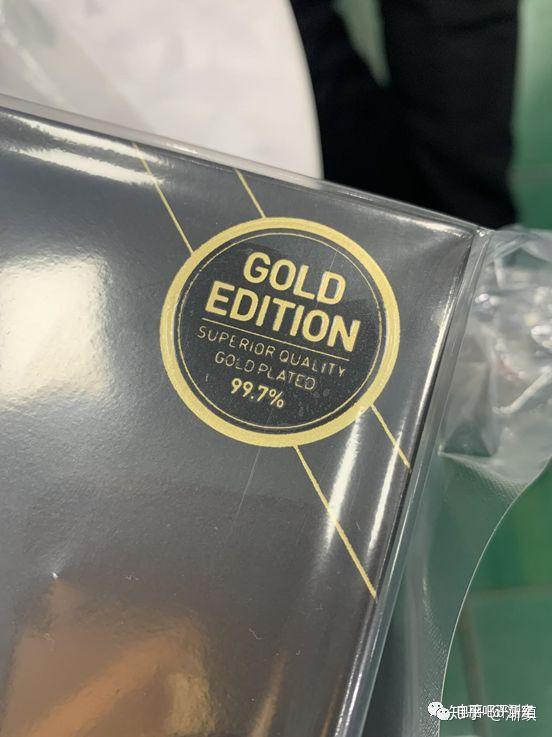 GOLD
EDITION
SUPERIOR QUALITY
GOLD PLATED
99.7%